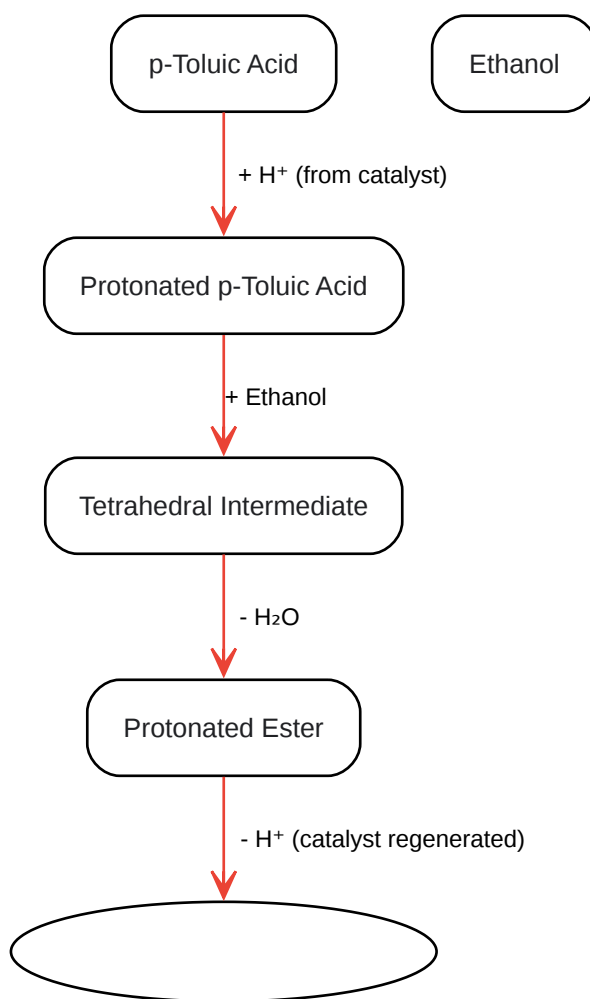 p-Toluic Acid
Ethanol
+ H⁺ (from catalyst)
Protonated p-Toluic Acid
+ Ethanol
Tetrahedral Intermediate
- H₂O
Protonated Ester
- H⁺ (catalyst regenerated)